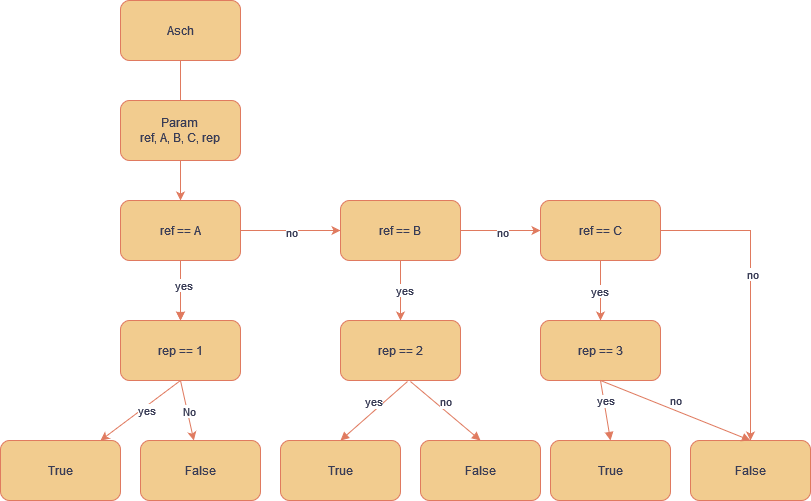 Asch
Param
ref, A, B, C, rep
ref == A
no
ref == B
no
ref == C
no
yes
yes
yes
rep == 1
rep == 2
rep == 3
yes
No
yes
no
yes
no
True
False
True
False
True
False